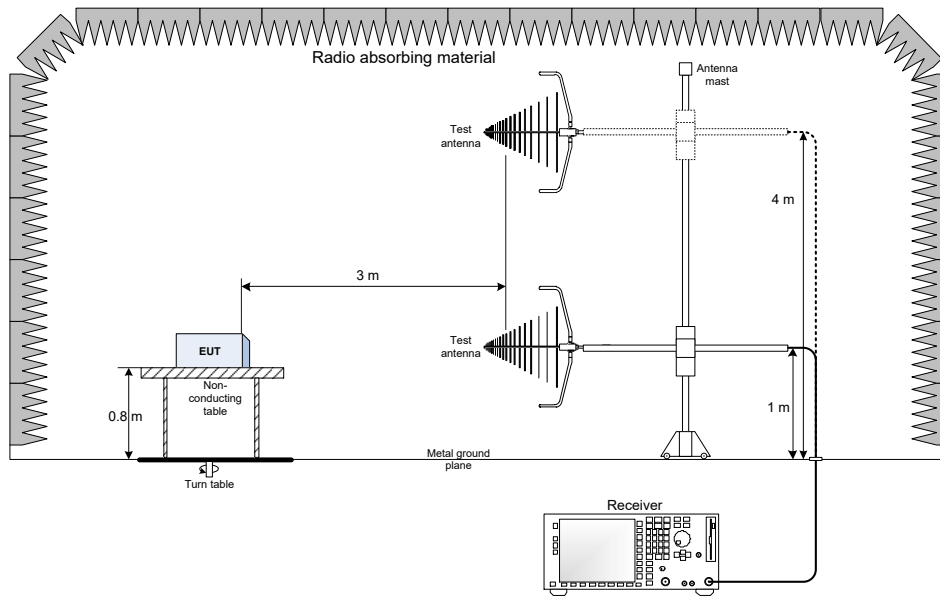 Radio absorbing material
Antenna
mast
Test
antenna
4 m
3 m
Test
antenna
EUT
Non-
conducting
table
0.8 m
1 m
Metal ground
plane
Turn table
Receiver